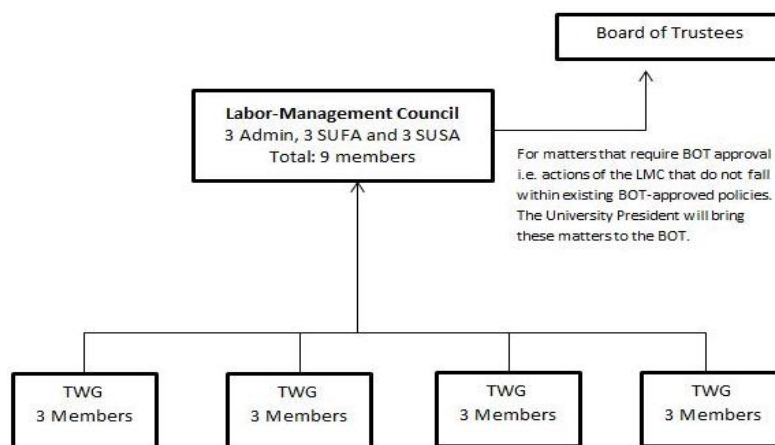 Board of Trustees
Labor-Management Council
3 Admin, 3 SUFA and 3 SUSA
Total: 9 members
For matters that require BOT approval
i.e. actions of the LMC that do not fall
within existing BOT-approved policies.
The University President will bring
these matters to the BOT.
TWG
3 Members
TWG
3 Members
TWG
3 Members
TWG
3 Members